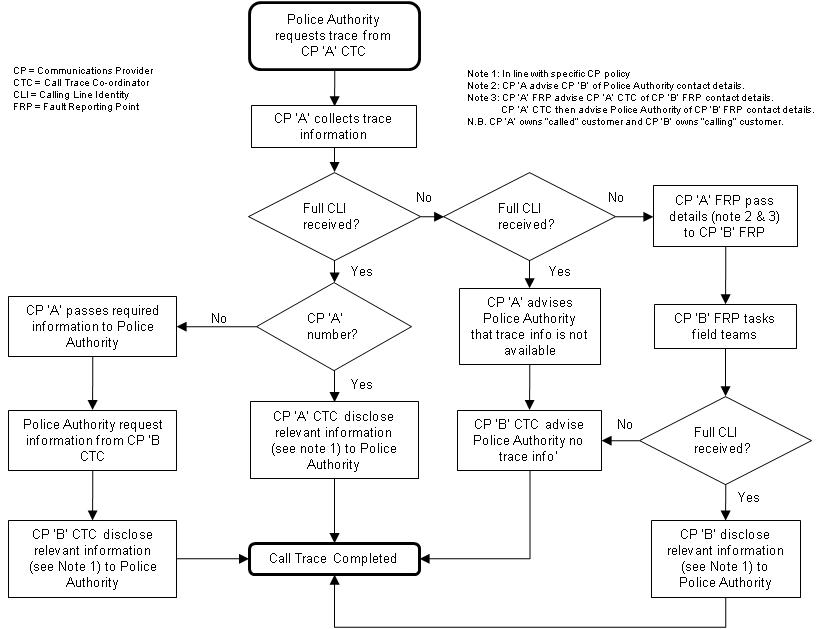 Police Authority
requests trace from
CP 'A' CTC
CP = Communications Provider
CTC = Call Trace Co-ordinator
CLI = Calling Line Identity
FRP = Fault Reporting Point
Note 1: In line with specific CP policy
Note 2: CP 'A advise CP 'B' of Police Authority contact details.
Note 3: CP 'A' FRP advise CP 'A' CTC of CP 'B' FRP contact details.
CP 'A' CTC then advise Police Authority of CP 'B' FRP contact details.
N.B. CP 'A' owns "called" customer and CP 'B' owns "calling" customer.
CP 'A' collects trace
information
Full CLI
received?
No
Full CLI
received?
No
CP 'A' FRP pass
details (note 2 & 3)
to CP 'B' FRP
Yes
Yes
CP 'A' passes required
information to Police
Authority
No
CP 'A'
number?
CP 'A' advises
Police Authority
that trace info is not
available
CP 'B' FRP tasks
field teams
Yes
Police Authority request
information from CP 'B
CTC
CP 'A' CTC disclose
relevant information
(see note 1) to Police
Authority
CP 'B' CTC advise
Police Authority no
trace info'
No
Full CLI
received?
Yes
CP 'B' CTC disclose
relevant information
(see Note 1) to Police
Authority
Call Trace Completed
CP 'B' disclose
relevant information
(see Note 1) to
Police Authority